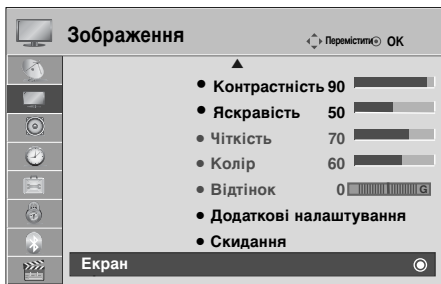 Зображення
Перемістити OK
Контрастність 90
Яскравість 50
Чіткість 70
Колір 60
Відтінок 0 G
Додаткові налаштування
Скидання
Екран